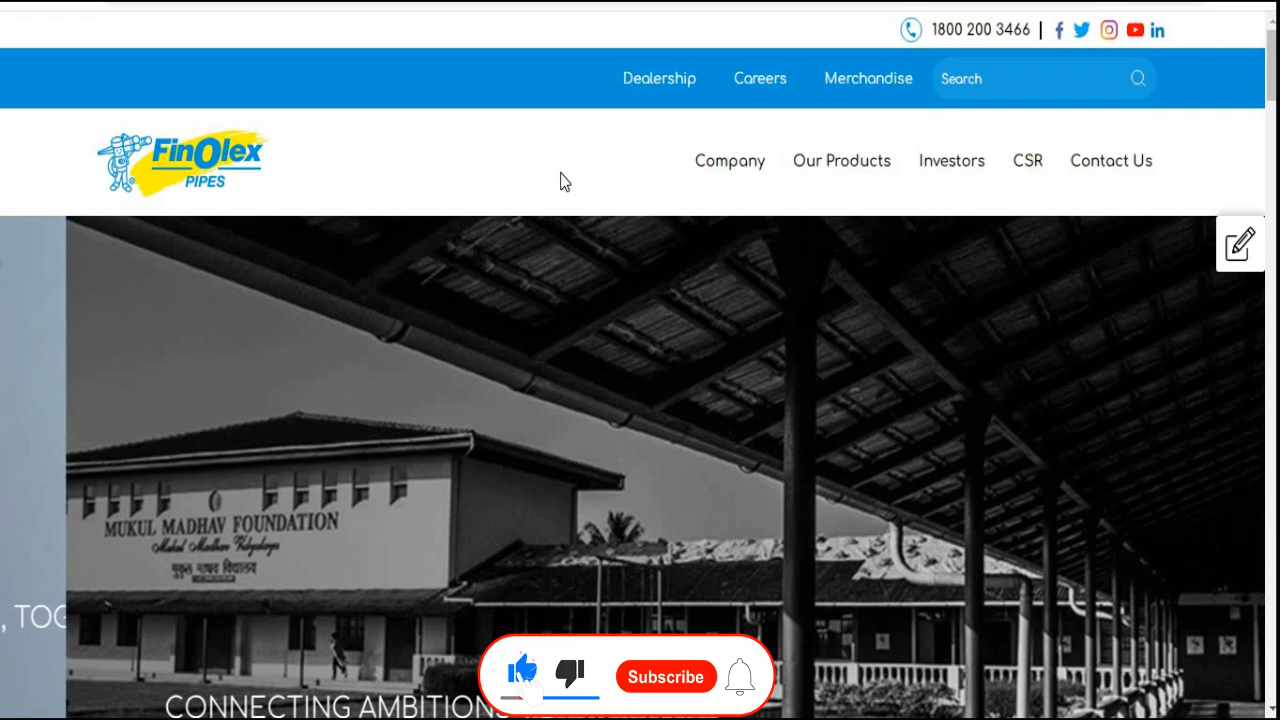 1800 200 3466
Dealership Careers Merchandise Search
FinOlex
PIPES
Company Our Products Investors CSR Contact Us
MUKUL MADHAV FOUNDATION
Mukul Madhav Vidyalaya
मुकुल माधव विद्यालय
, TOG
CONNECTING AMBITIONS
Subscribe